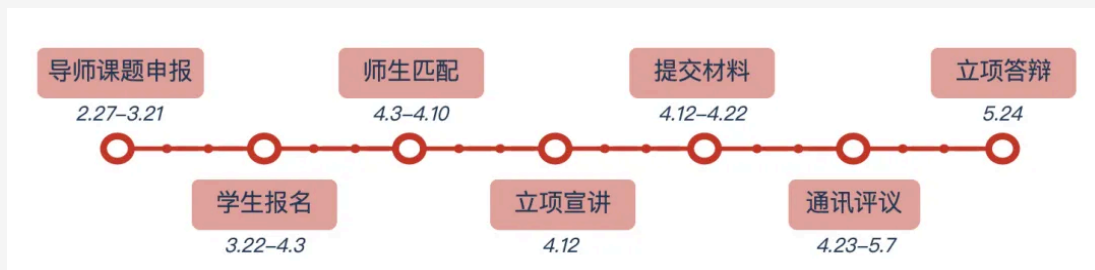 导师课题申报
2.27–3.21
学生报名
3.22–4.3
师生匹配
4.3–4.10
立项宣讲
4.12
提交材料
4.12–4.22
通讯评议
4.23–5.7
立项答辩
5.24